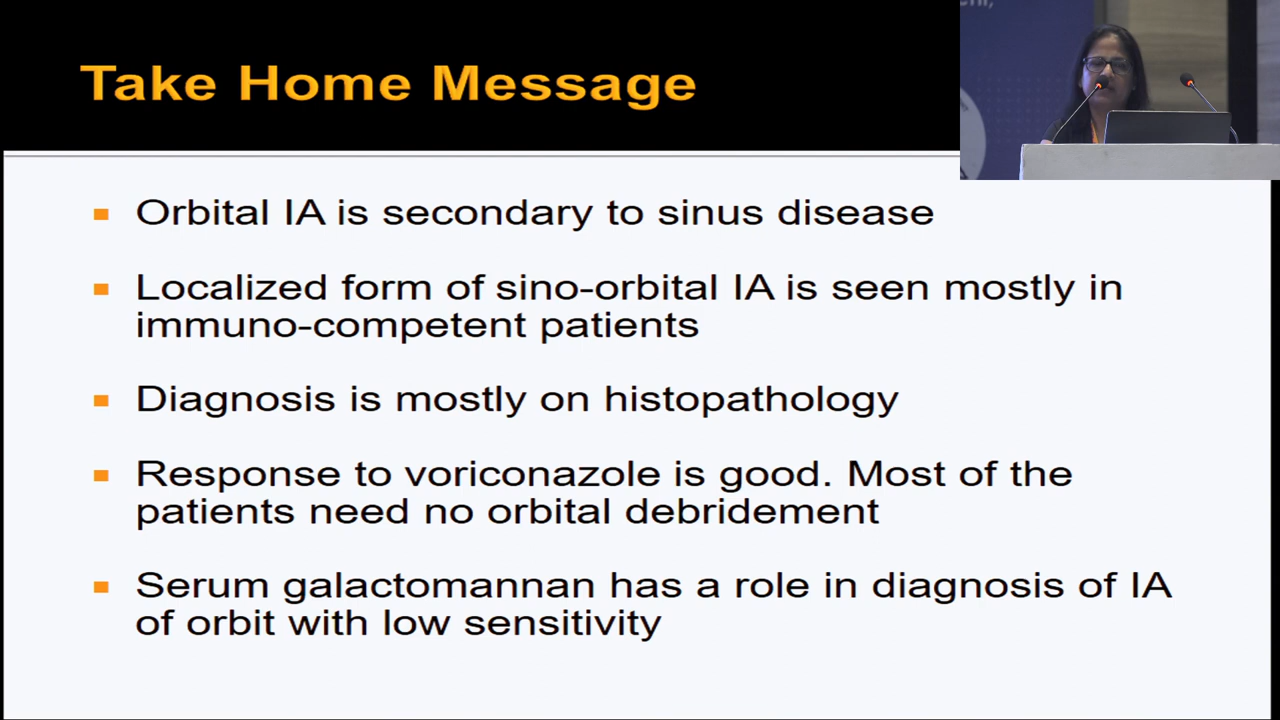 Take Home Message
Orbital IA is secondary to sinus disease
Localized form of sino-orbital IA is seen mostly in
immuno-competent patients
Diagnosis is mostly on histopathology
Response to voriconazole is good. Most of the
patients need no orbital debridement
Serum galactomannan has a role in diagnosis of IA
of orbit with low sensitivity